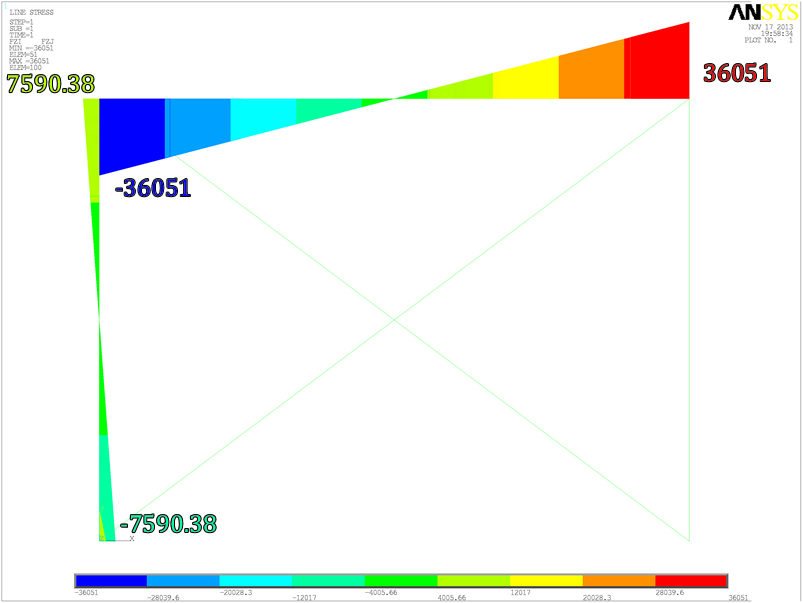 LINE STRESS
STEP=1
SUB =1
TIME=1
FZI FZJ
MIN =-36051
ELEM=51
MAX =36051
ELEM=100
ANSYS
NOV 17 2013
19:58:34
PLOT NO. 1
7590.38
36051
-36051
-7590.38
X
-36051
-28039.6
-20028.3
-12017
-4005.66
4005.66
12017
20028.3
28039.6
36051